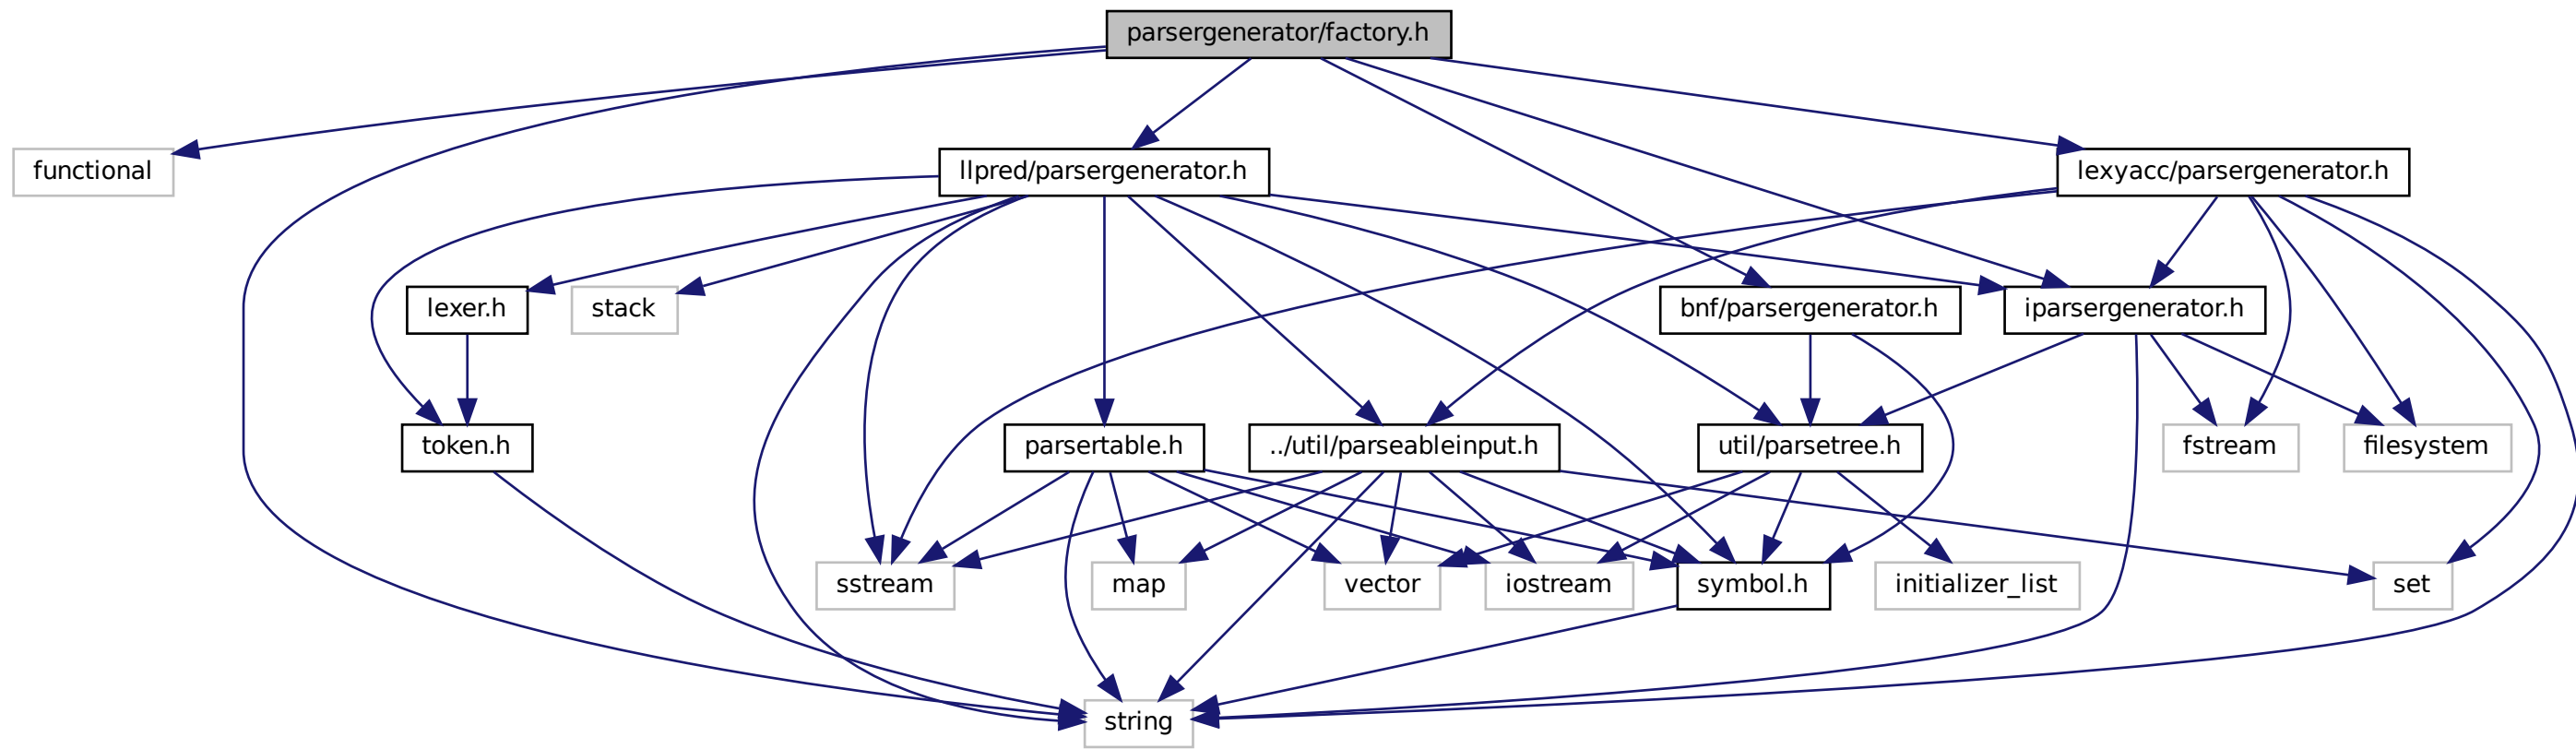 parsergenerator/factory.h
functional
llpred/parsergenerator.h
lexyacc/parsergenerator.h
lexer.h
stack
bnf/parsergenerator.h
iparsergenerator.h
token.h
parsertable.h
../util/parseableinput.h
util/parsetree.h
fstream
filesystem
sstream
map
vector
iostream
symbol.h
initializer_list
set
string